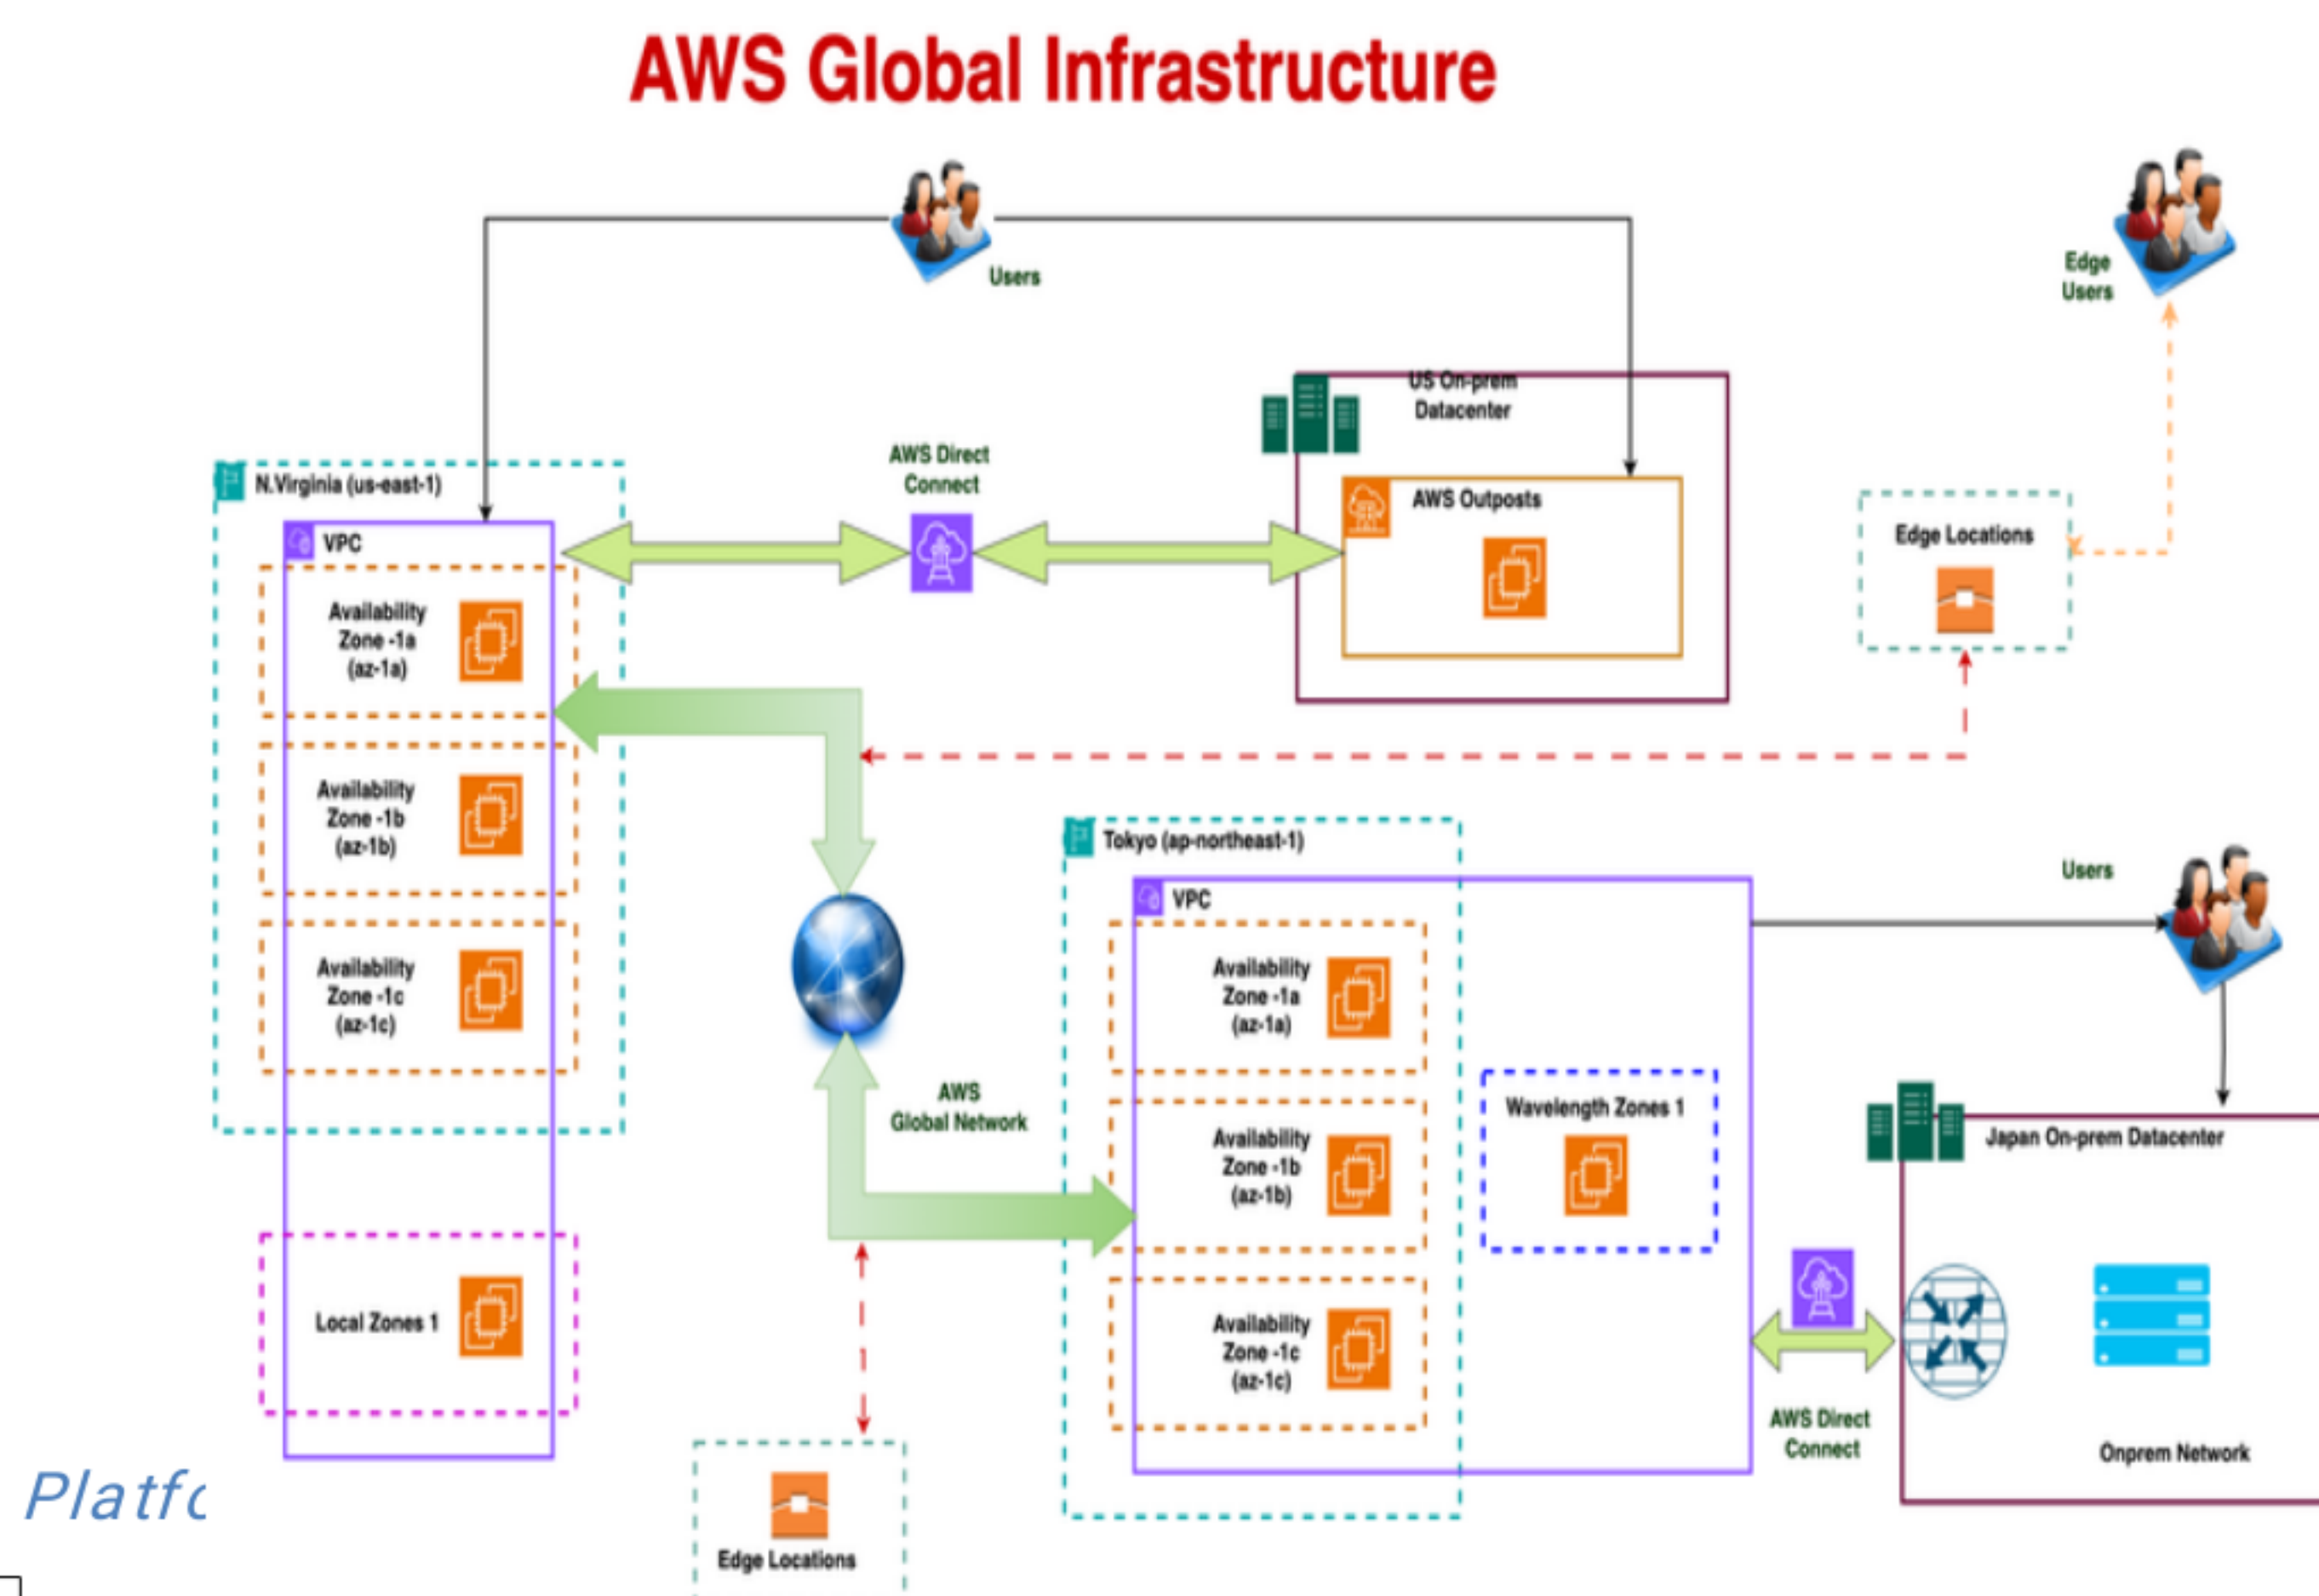 AWS Global Infrastructure
Users
Edge
Users
US On-prem
Datacenter
AWS Direct
Connect
N.Virginia (us-east-1)
AWS Outposts
VPC
Edge Locations
Availability
Zone -1a
(az-1a)
Availability
Zone -1b
(az-1b)
Tokyo (ap-northeast-1)
Users
VPC
Availability
Zone -1c
(az-1c)
Availability
Zone -1a
(az-1a)
AWS
Global Network
Wavelength Zones 1
Availability
Zone -1b
(az-1b)
Japan On-prem Datacenter
Local Zones 1
Availability
Zone -1c
(az-1c)
AWS Direct
Connect
Onprem Network
Edge Locations